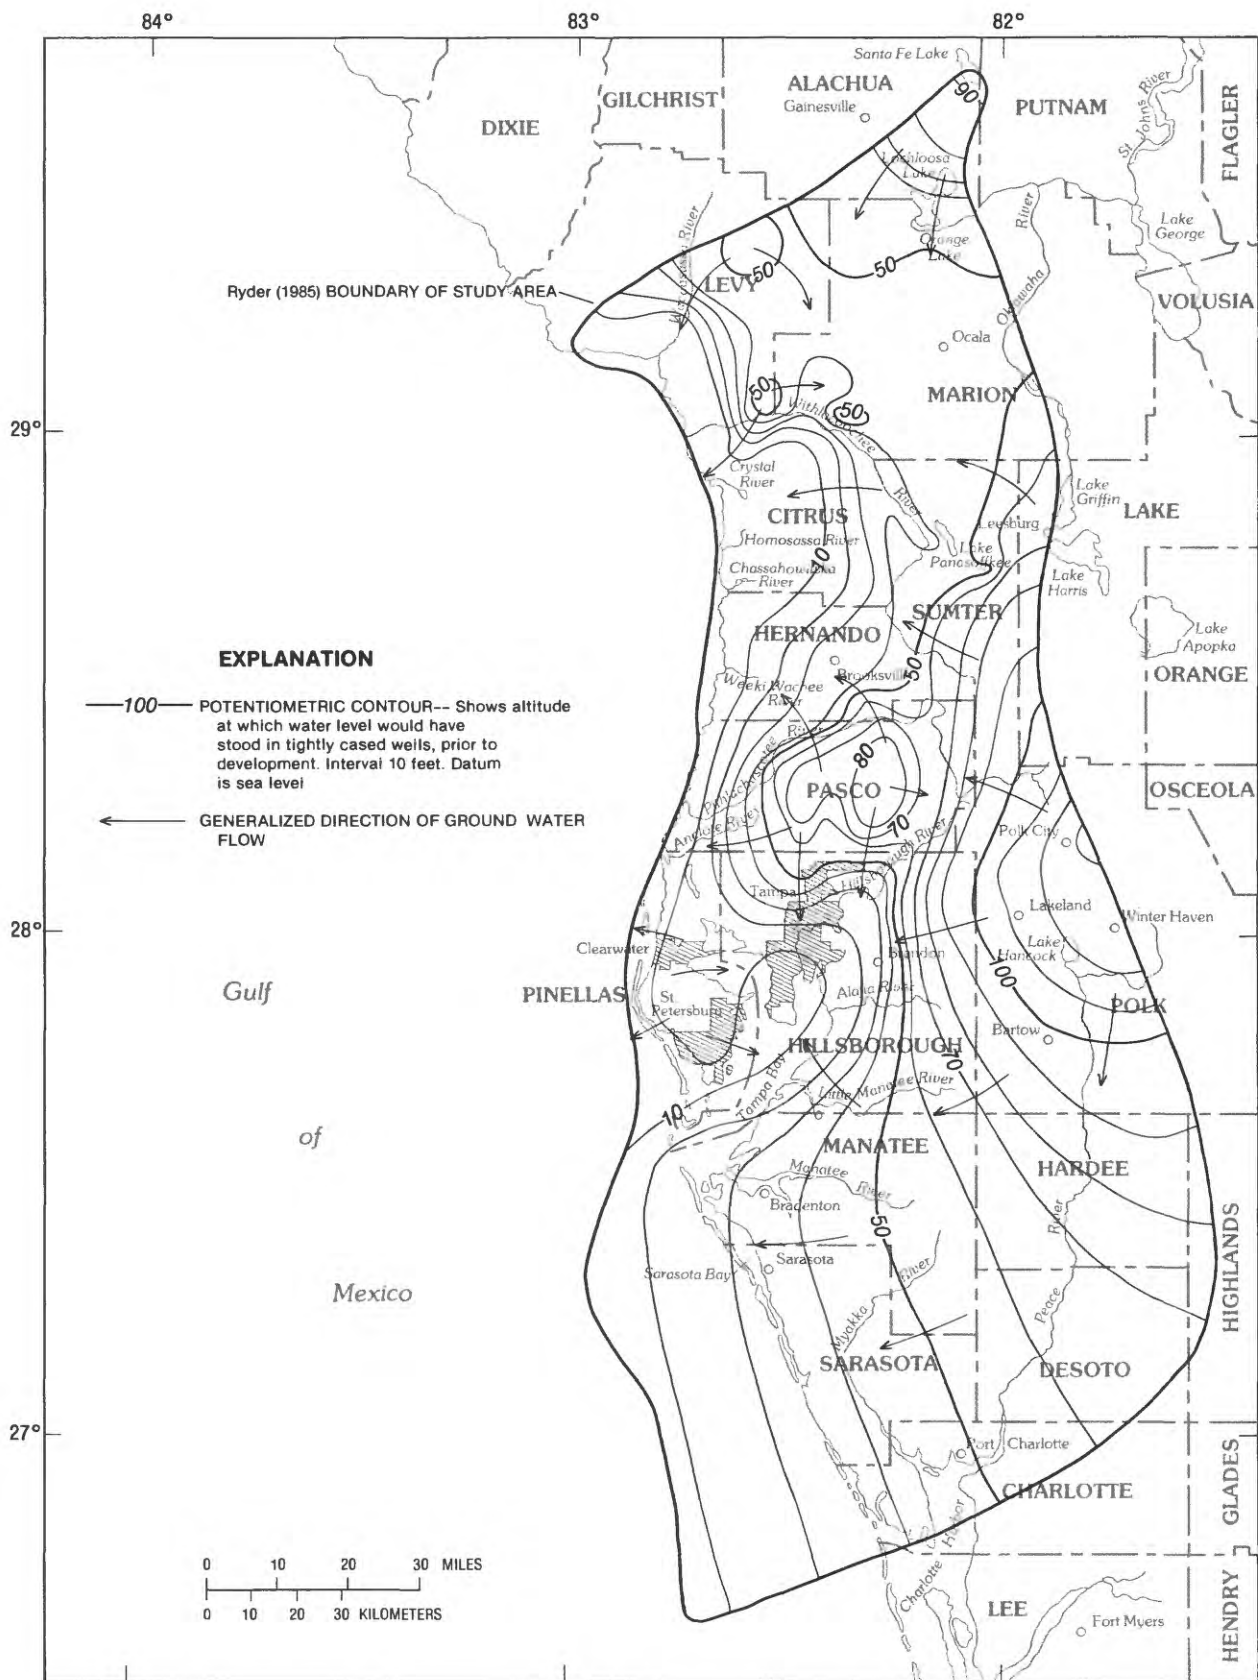 84° 83° 82°
Santa Fe Lake
ALACHUA
90
GILCHRIST
Gainesville
PUTNAM
St Johns River
FLAGLER
DIXIE
Lochloosa
Lake
River
Lake
George
Orange
Lake
50
50
LEVY
Ryder (1985) BOUNDARY OF STUDY AREA
VOLUSIA
Oklawaha
Ocala
50
MARION
50
Withlacoochee
29°
Crystal
River
River
Lake
Griffin
LAKE
CITRUS
Leesburg
Homosassa River
10
Lake
Panasoffkee
Chassahowitzka
River
Lake
Harris
SUMTER
HERNANDO
Lake
Apopka
EXPLANATION
Brooksville
50
ORANGE
Weeki Wachee
River
100 POTENTIOMETRIC CONTOUR-- Shows altitude
at which water level would have
stood in tightly cased wells, prior to
development. Interval 10 feet. Datum
is sea level
River
Pithlachascotee
80
PASCO
OSCEOLA
GENERALIZED DIRECTION OF GROUND WATER
FLOW
Anclote River
70
Polk City
Hillsborough River
Tampa
Lakeland
Winter Haven
28°
Clearwater
Brandon
Lake
Hancock
Gulf
PINELLAS
St.
Petersburg
Alafia River
100
POLK
Bartow
HILLSBOROUGH
70
Tampa Bay
Little Manatee River
10
of
MANATEE
HARDEE
Manatee
River
Bradenton
50
River
HIGHLANDS
Sarasota Bay
Sarasota
Mexico
River
Myakka
Peace
SARASOTA
DESOTO
27°
Port Charlotte
CHARLOTTE
GLADES
Charlotte Harbor
0 10 20 30 MILES
0 10 20 30 KILOMETERS
LEE
Fort Myers
HENDRY